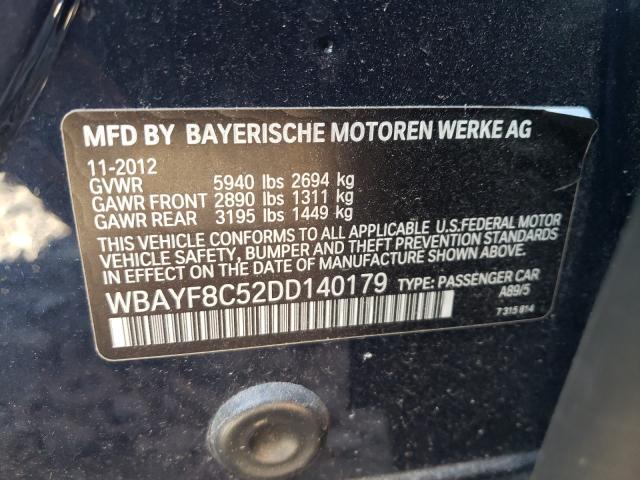 MFD BY BAYERISCHE MOTOREN WERKE AG
11-2012
GVWR 5940 lbs 2694 kg
GAWR FRONT 2890 lbs 1311 kg
GAWR REAR 3195 lbs 1449 kg
THIS VEHICLE CONFORMS TO ALL APPLICABLE U.S.FEDERAL MOTOR
VEHICLE SAFETY, BUMPER AND THEFT PREVENTION STANDARDS
IN EFFECT ON THE DATE OF MANUFACTURE SHOWN ABOVE.
WBAYF8C52DD140179 TYPE: PASSENGER CAR
A89/5
7 315 814